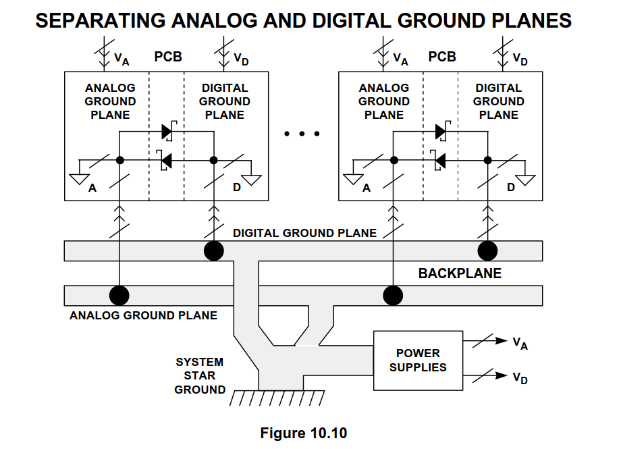 SEPARATING ANALOG AND DIGITAL GROUND PLANES
VA PCB VD
VA PCB VD
ANALOG
GROUND
PLANE
DIGITAL
GROUND
PLANE
ANALOG
GROUND
PLANE
DIGITAL
GROUND
PLANE
A
D
A
D
DIGITAL GROUND PLANE
BACKPLANE
ANALOG GROUND PLANE
SYSTEM
STAR
GROUND
POWER
SUPPLIES
VA
VD
Figure 10.10